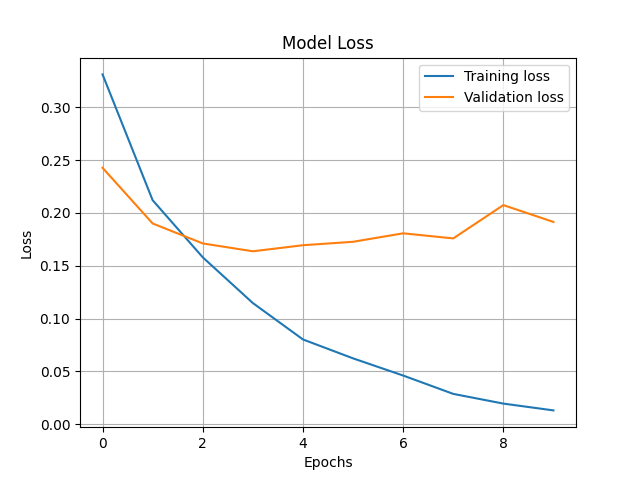 Model Loss
Training loss
Validation loss
0.30
0.25
0.20
0.15
0.10
0.05
0.00
Loss
0 2 4 6 8
Epochs